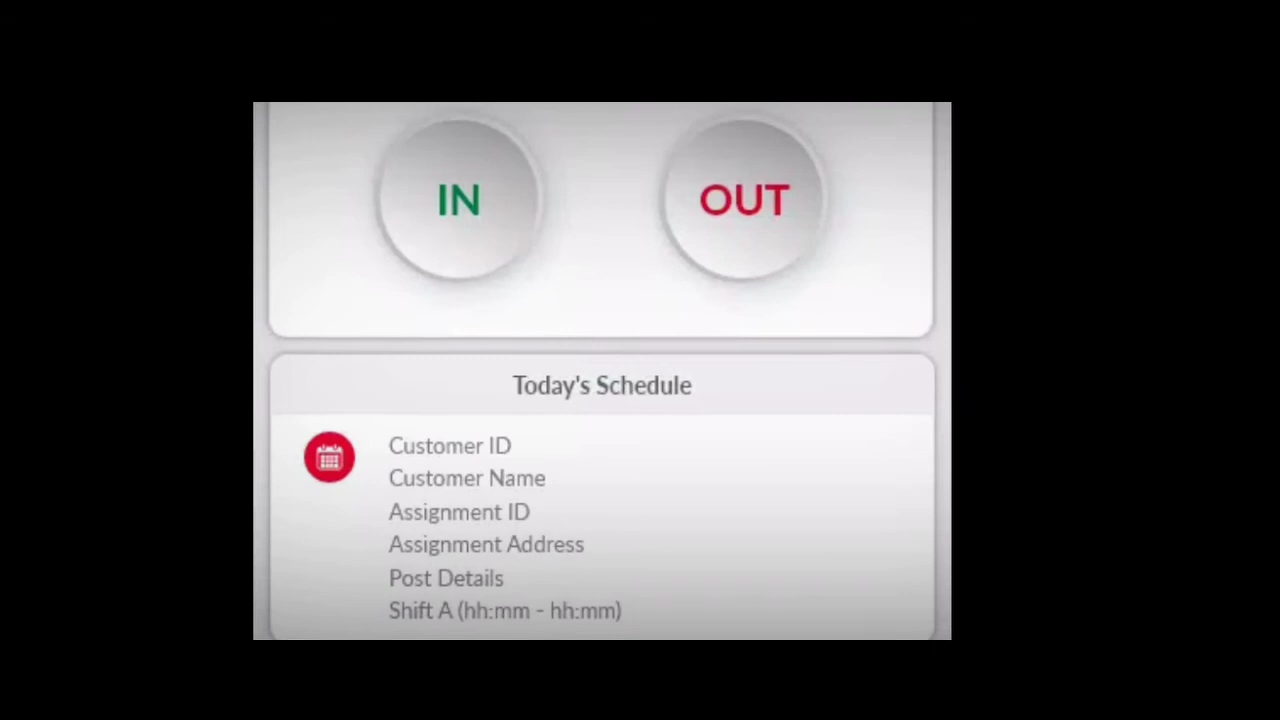 IN
OUT
Today's Schedule
Customer ID
Customer Name
Assignment ID
Assignment Address
Post Details
Shift A (hh:mm - hh:mm)